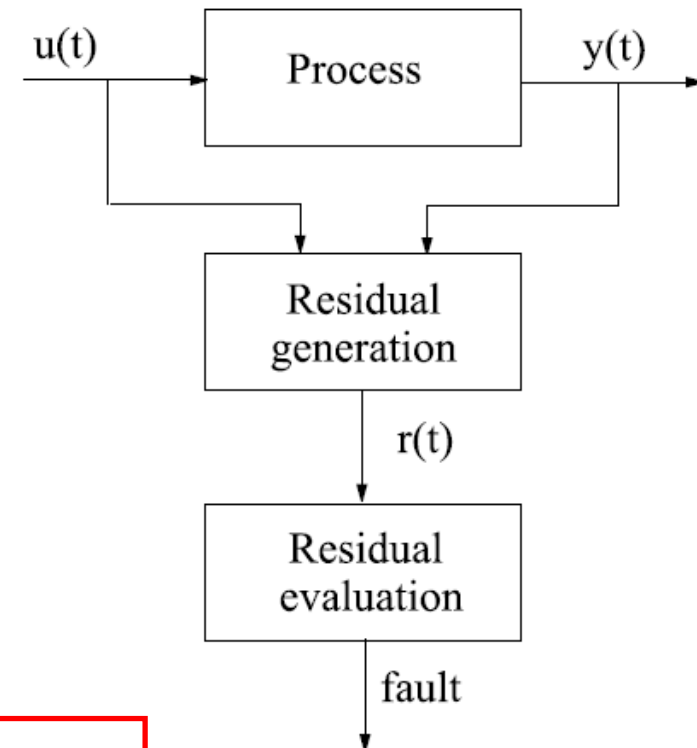 u(t)
Process
y(t)
Residual
generation
r(t)
Residual
evaluation
fault